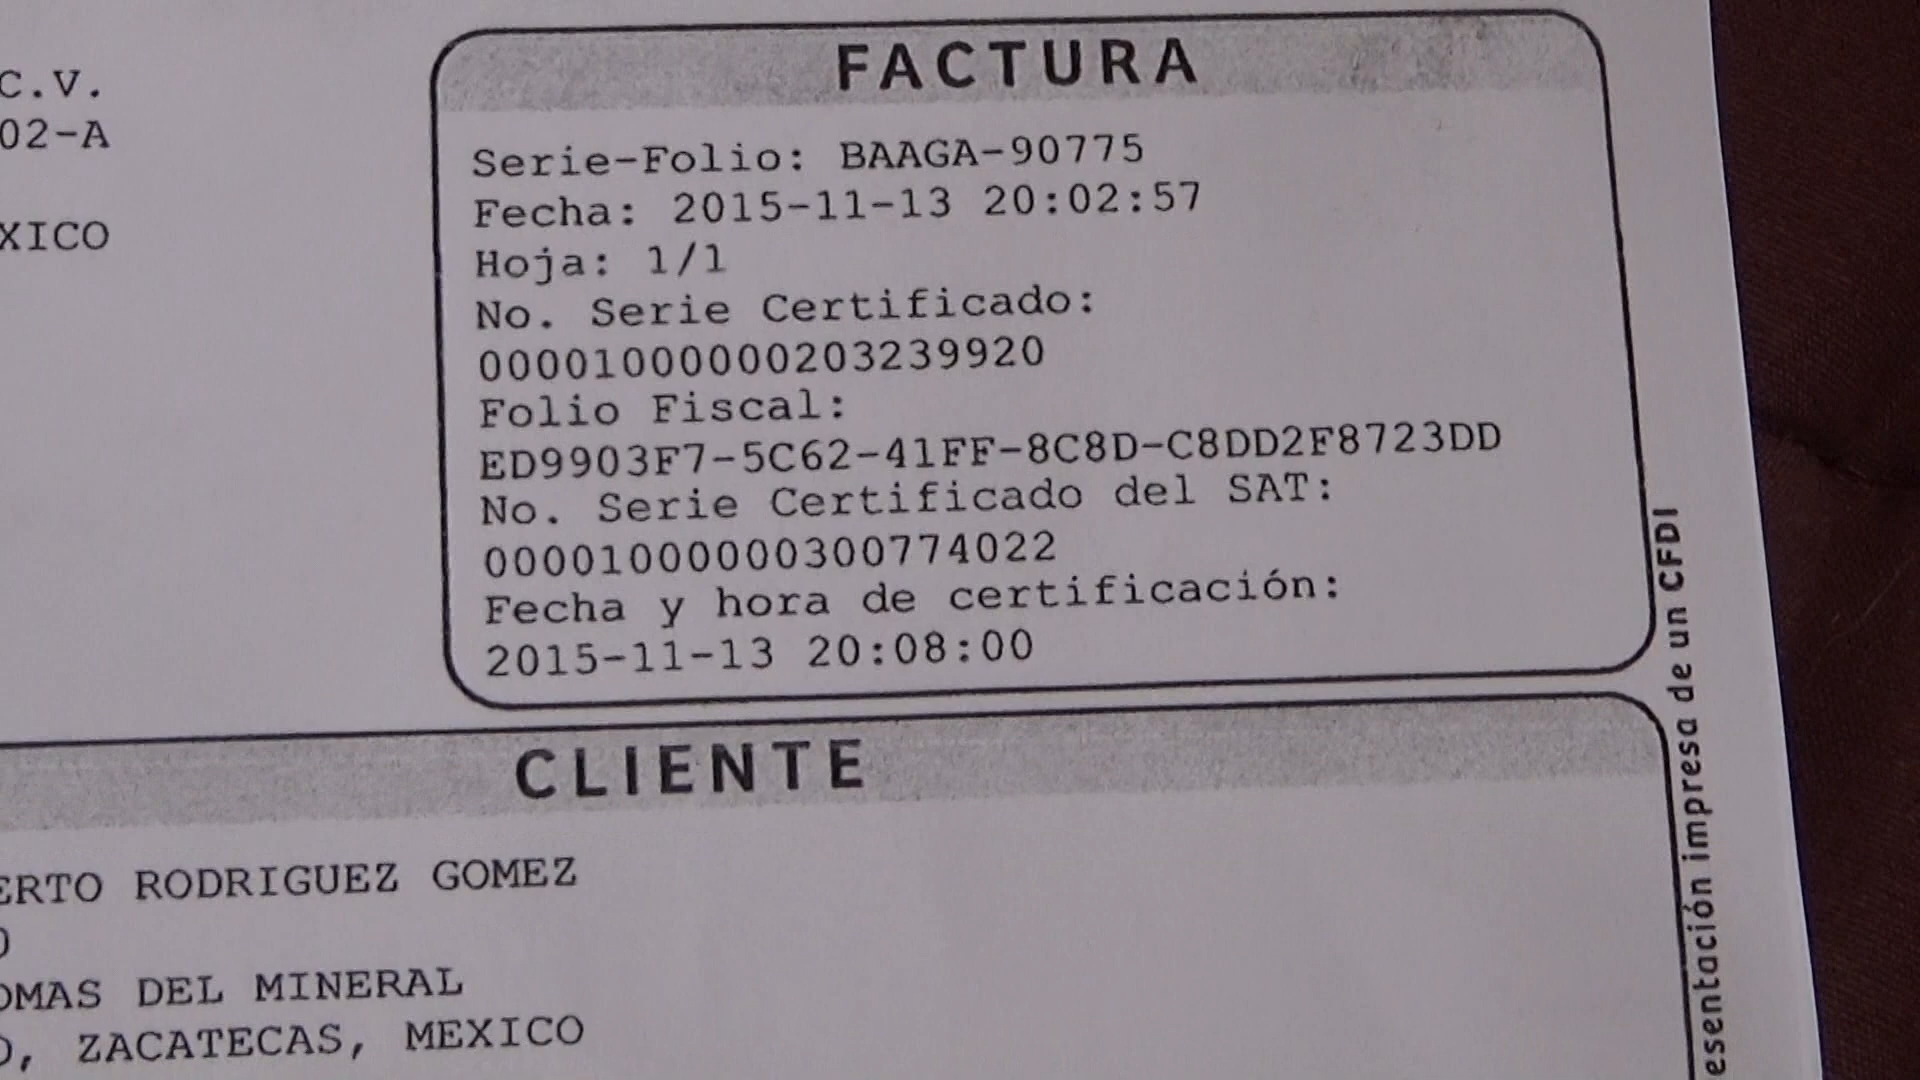 C.V.
02-A
XICO
FACTURA
Serie-Folio: BAAGA-90775
Fecha: 2015-11-13 20:02:57
Hoja: 1/1
No. Serie Certificado:
00001000000203239920
Folio Fiscal:
ED9903F7-5C62-41FF-8C8D-C8DD2F8723DD
No. Serie Certificado del SAT:
00001000000300774022
Fecha y hora de certificación:
2015-11-13 20:08:00
CLIENTE
ERTO RODRIGUEZ GOMEZ
OMAS DEL MINERAL
, ZACATECAS, MEXICO
esentación impresa de un CFDI